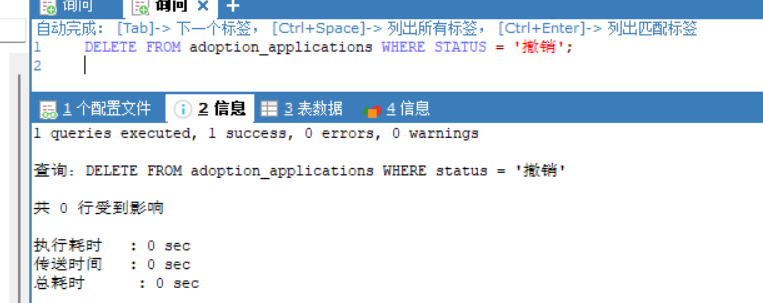 询问 询问 × +
自动完成: [Tab]-> 下一个标签， [Ctrl+Space]-> 列出所有标签， [Ctrl+Enter]-> 列出匹配标签
1 DELETE FROM adoption_applications WHERE STATUS = '撤销';
2
1 个配置文件 2 信息 3 表数据 4 信息
1 queries executed, 1 success, 0 errors, 0 warnings
查询：DELETE FROM adoption_applications WHERE status = '撤销'
共 0 行受到影响
执行耗时 : 0 sec
传送时间 : 0 sec
总耗时 : 0 sec